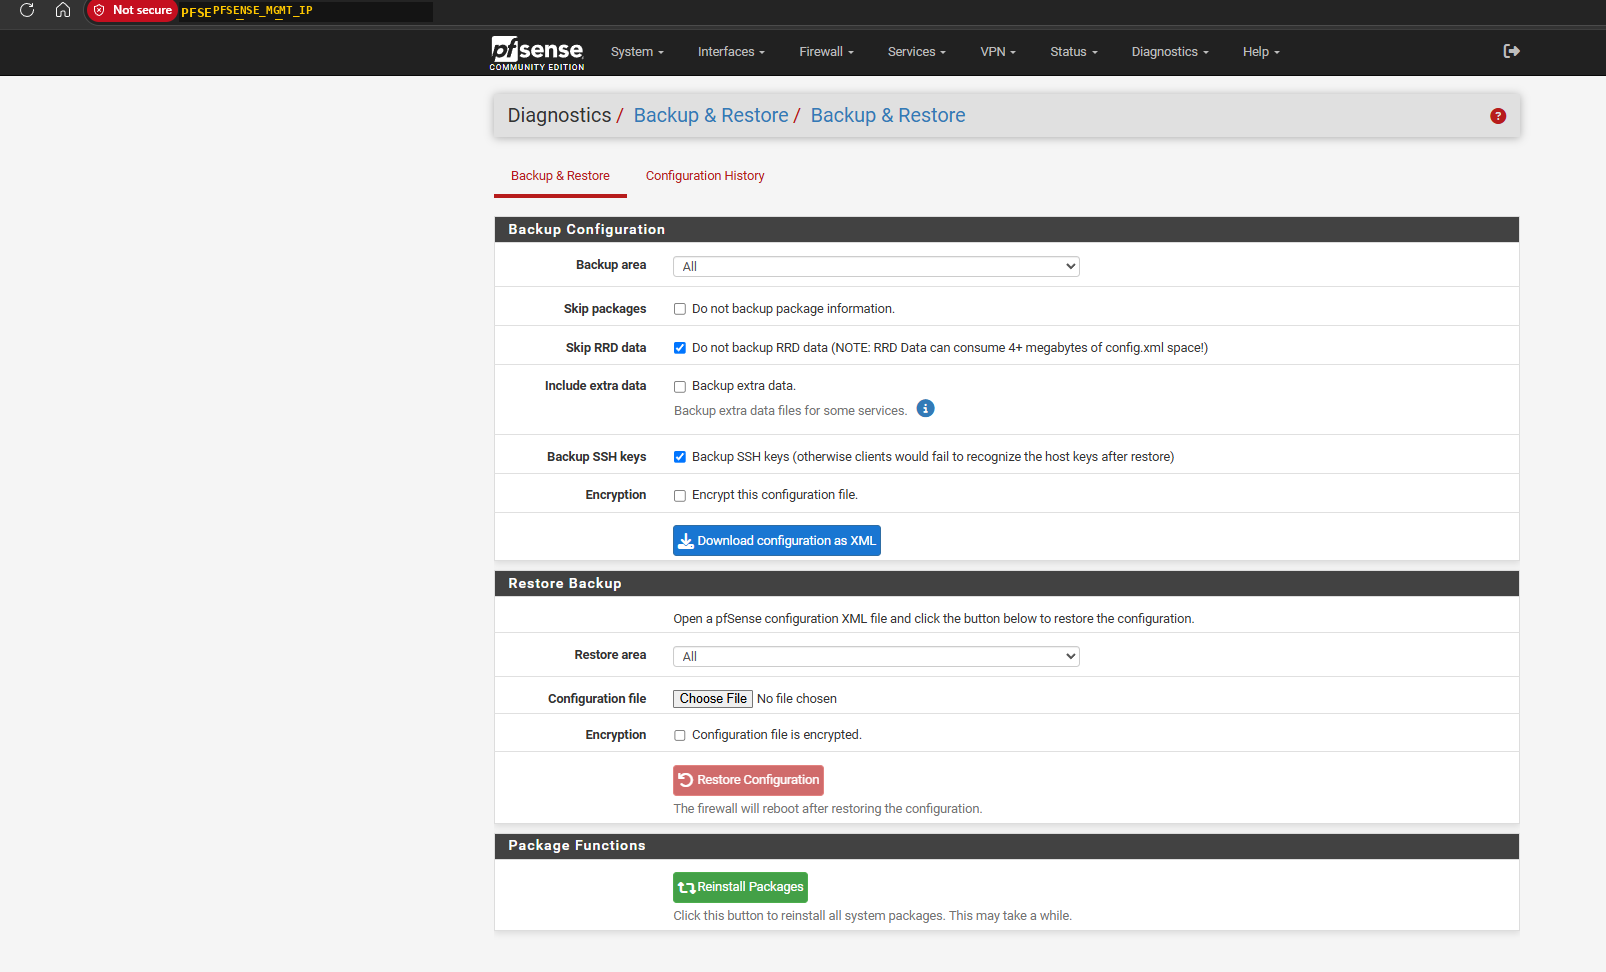 Not secure PFSEPFSENSE_MGMT_IP
pfsense COMMUNITY EDITION System Interfaces Firewall Services VPN Status Diagnostics Help
Diagnostics / Backup & Restore / Backup & Restore ?
Backup & Restore Configuration History
Backup Configuration
Backup area All
Skip packages Do not backup package information.
Skip RRD data Do not backup RRD data (NOTE: RRD Data can consume 4+ megabytes of config.xml space!)
Include extra data Backup extra data.
Backup extra data files for some services. i
Backup SSH keys Backup SSH keys (otherwise clients would fail to recognize the host keys after restore)
Encryption Encrypt this configuration file.
Download configuration as XML
Restore Backup
Open a pfSense configuration XML file and click the button below to restore the configuration.
Restore area All
Configuration file Choose File No file chosen
Encryption Configuration file is encrypted.
Restore Configuration
The firewall will reboot after restoring the configuration.
Package Functions
Reinstall Packages
Click this button to reinstall all system packages. This may take a while.